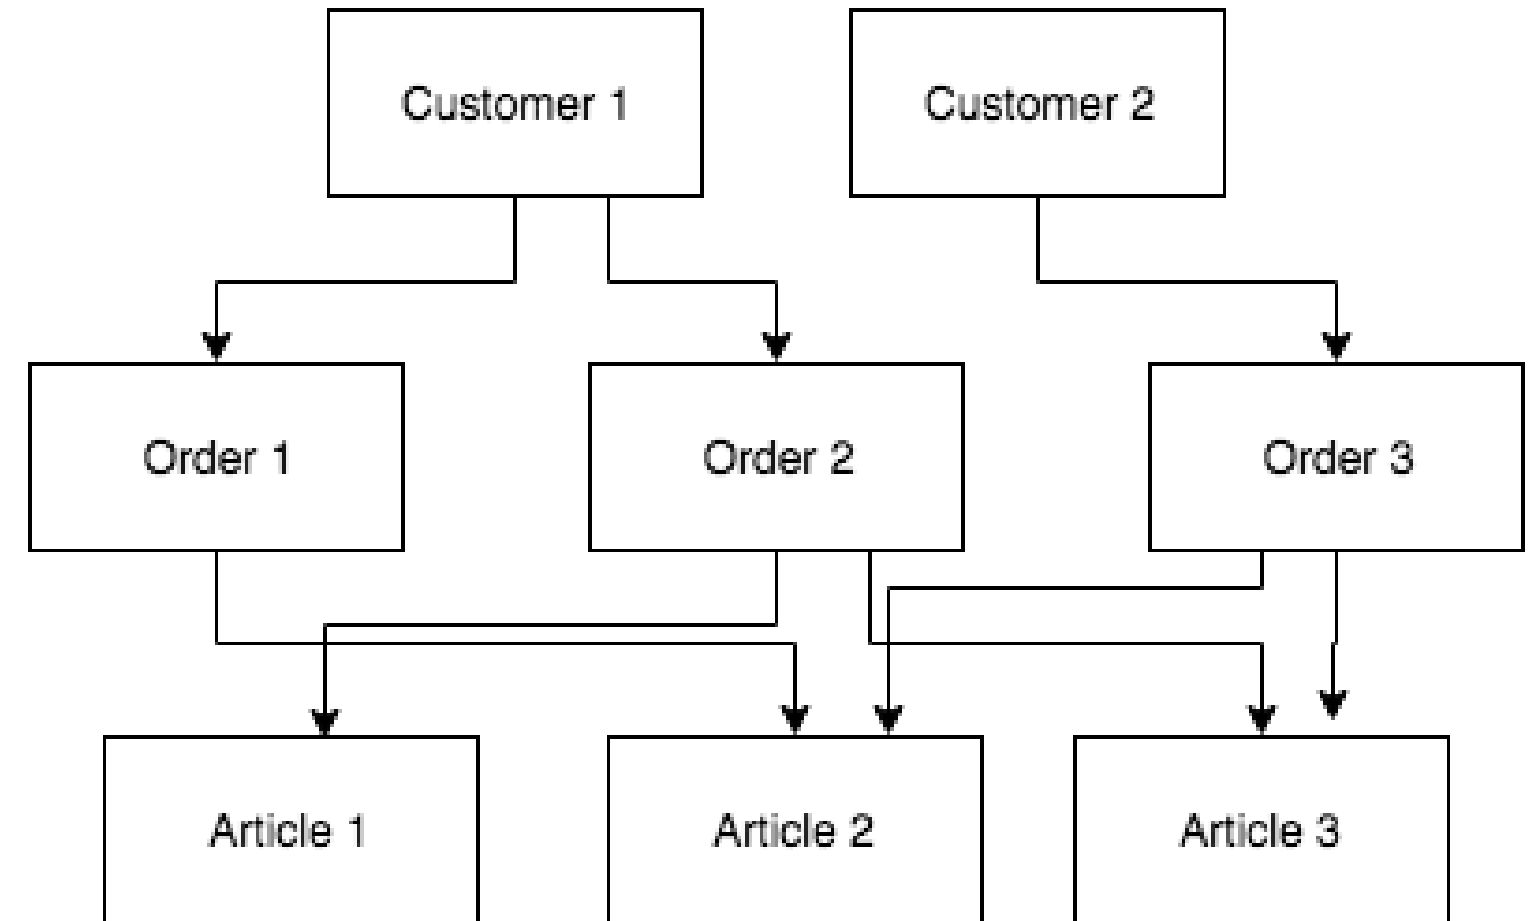 Customer 1
Customer 2
Order 1
Order 2
Order 3
Article 1
Article 2
Article 3